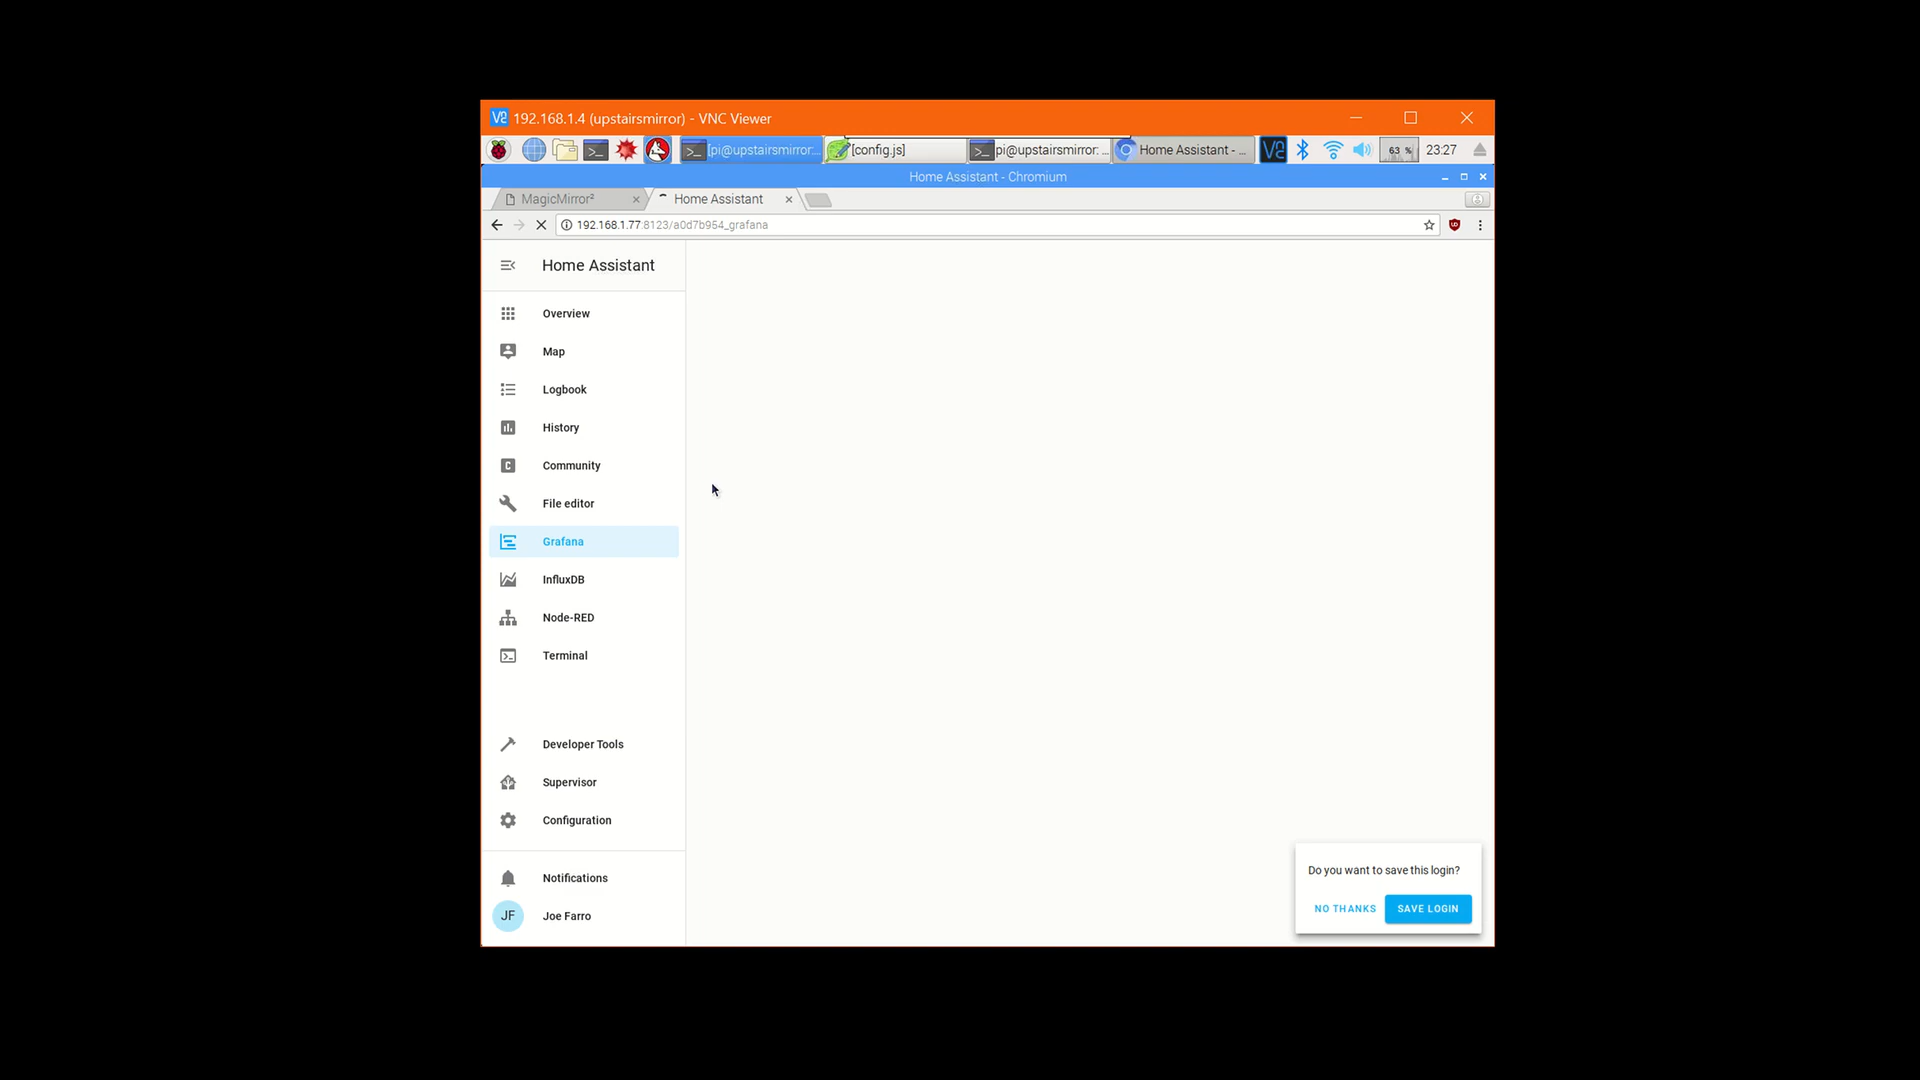 192.168.1.4 (upstairsmirror) - VNC Viewer
[pi@upstairsmirror:... [config.js] pi@upstairsmirror: ... Home Assistant - ... 63 % 23:27
Home Assistant - Chromium
MagicMirror² Home Assistant
192.168.1.77:8123/a0d7b954_grafana
Home Assistant
Overview
Map
Logbook
History
Community
File editor
Grafana
InfluxDB
Node-RED
Terminal
Developer Tools
Supervisor
Configuration
Notifications
JF Joe Farro
Do you want to save this login?
NO THANKS SAVE LOGIN